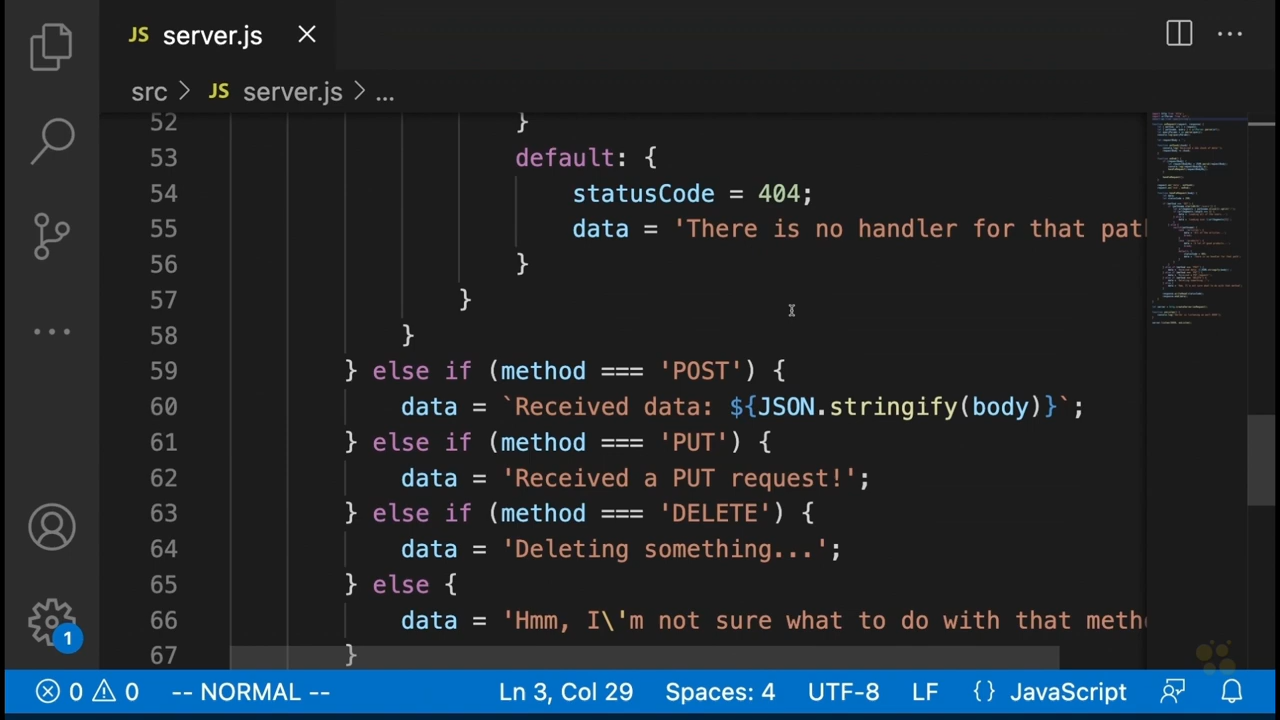 JS server.js
src > JS server.js > ...
52 }
53 default: {
54 statusCode = 404;
55 data = 'There is no handler for that
56 }
57 }
58 }
59 } else if (method === 'POST') {
60 data = `Received data: ${JSON.stringify(body)}`;
61 } else if (method === 'PUT') {
62 data = 'Received a PUT request!';
63 } else if (method === 'DELETE') {
64 data = 'Deleting something...';
65 } else {
66 data = 'Hmm, I\'m not sure what to do with that
67 }
1
0 0 -- NORMAL -- Ln 3, Col 29 Spaces: 4 UTF-8 LF {} JavaScript